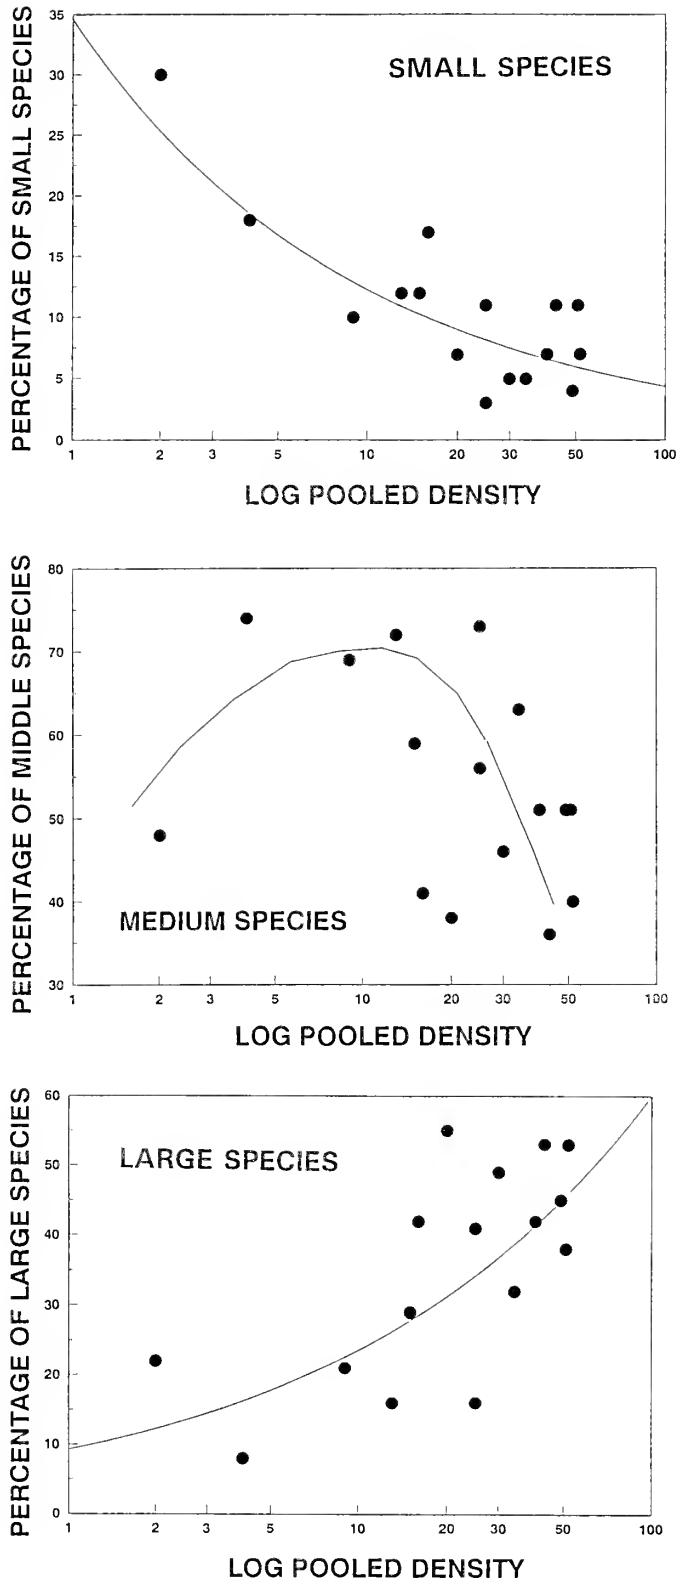 PERCENTAGE OF SMALL SPECIES
35
30
25
20
15
10
5
0
SMALL SPECIES
1 2 3 5 10 20 30 50 100
LOG POOLED DENSITY
PERCENTAGE OF MIDDLE SPECIES
80
70
60
50
40
30
MEDIUM SPECIES
1 2 3 5 10 20 30 50 100
LOG POOLED DENSITY
PERCENTAGE OF LARGE SPECIES
60
50
40
30
20
10
0
LARGE SPECIES
1 2 3 5 10 20 30 50 100
LOG POOLED DENSITY